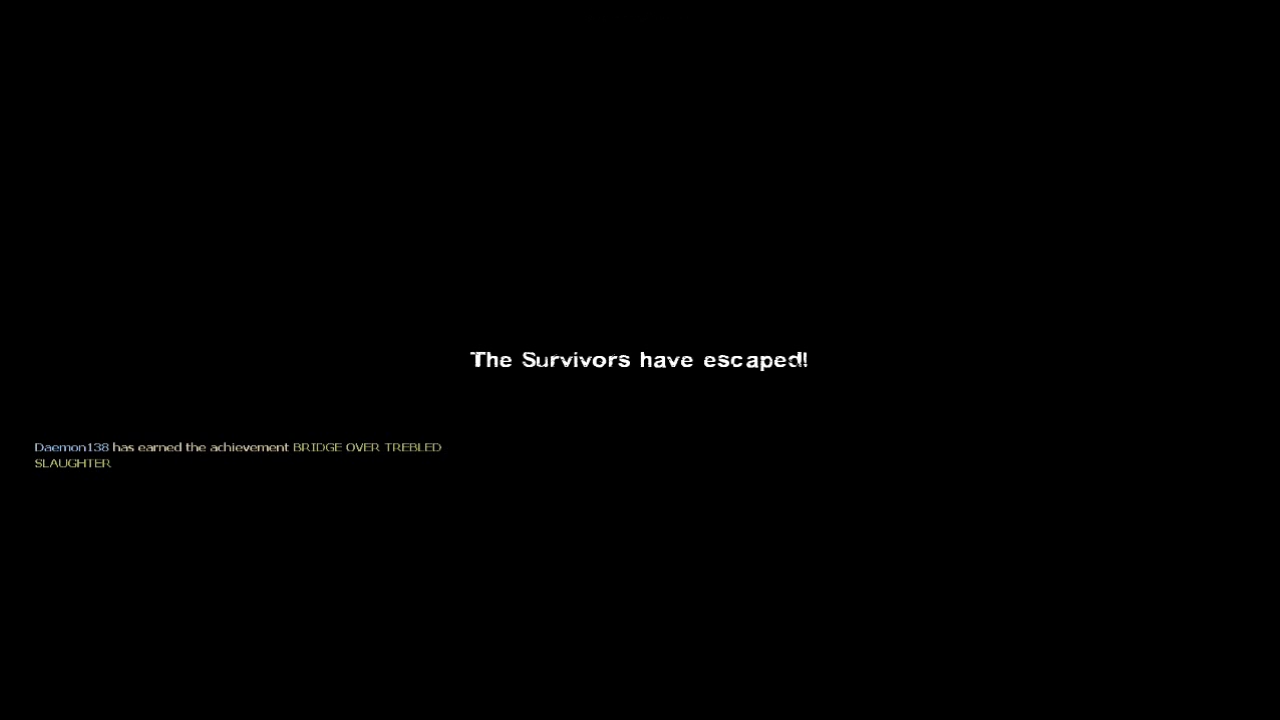 The Survivors have escaped!
Daemon138 has earned the achievement BRIDGE OVER TREBLED
SLAUGHTER